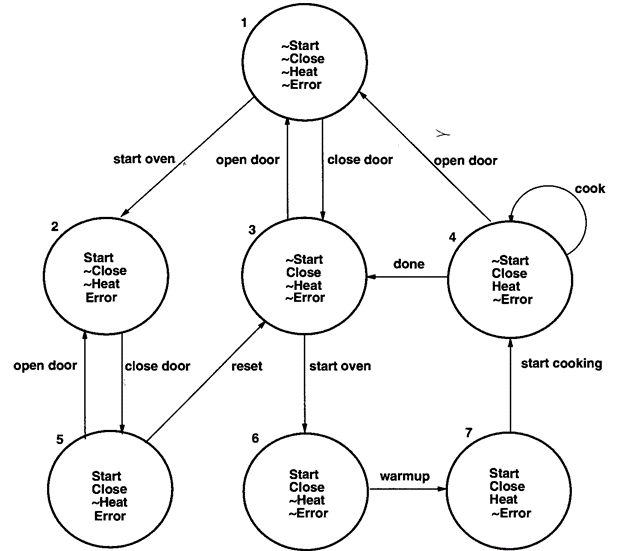 1
~Start
~Close
~Heat
~Error
start oven
open door
close door
open door
cook
2
Start
~Close
~Heat
Error
3
~Start
Close
~Heat
~Error
4
~Start
Close
Heat
~Error
done
open door
close door
reset
start oven
start cooking
5
Start
Close
~Heat
Error
6
Start
Close
~Heat
~Error
warmup
7
Start
Close
Heat
~Error